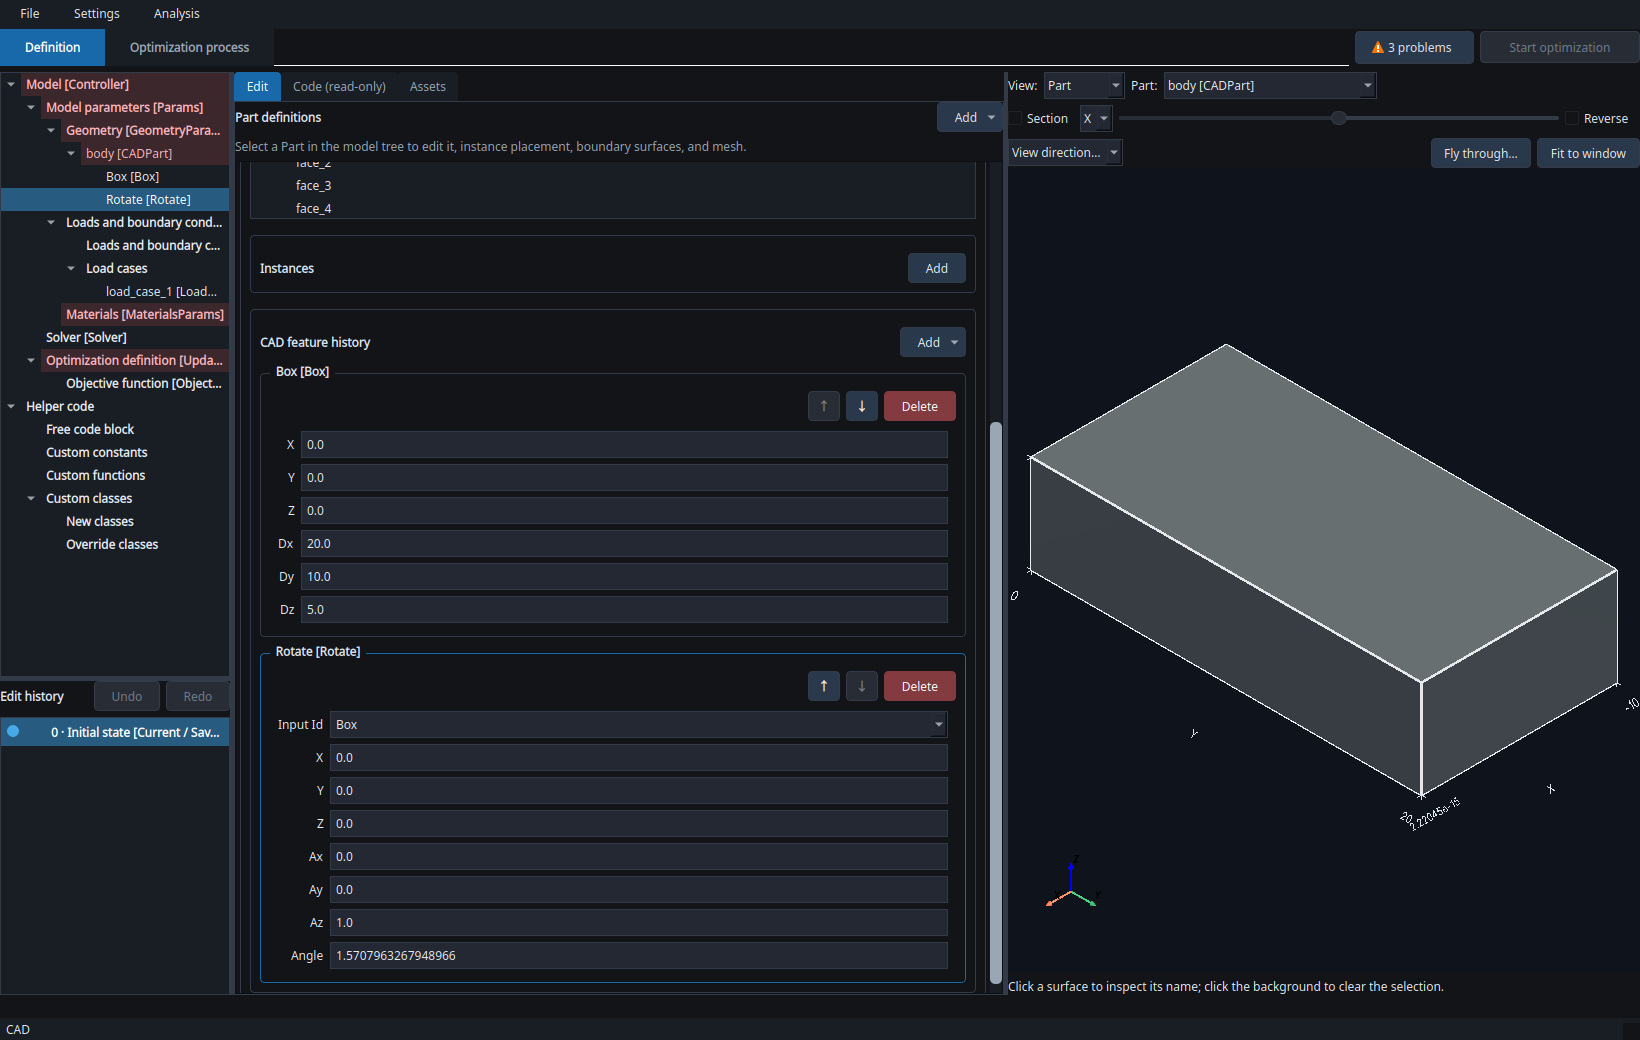 File Settings Analysis
Definition Optimization process 3 problems Start optimization
Model [Controller]
Model parameters [Params]
Geometry [GeometryPara...
body [CADPart]
Box [Box]
Rotate [Rotate]
Loads and boundary cond...
Loads and boundary c...
Load cases
load_case_1 [Load...
Materials [MaterialsParams]
Solver [Solver]
Optimization definition [Upda...
Objective function [Object...
Helper code
Free code block
Custom constants
Custom functions
Custom classes
New classes
Override classes
Edit history Undo Redo
0 · Initial state [Current / Sav...
Edit Code (read-only) Assets
Part definitions Add
Select a Part in the model tree to edit it, instance placement, boundary surfaces, and mesh.
face_2
face_3
face_4
Instances Add
CAD feature history Add
Box [Box]
↑ ↓ Delete
X 0.0
Y 0.0
Z 0.0
Dx 20.0
Dy 10.0
Dz 5.0
Rotate [Rotate]
↑ ↓ Delete
Input Id Box
X 0.0
Y 0.0
Z 0.0
Ax 0.0
Ay 0.0
Az 1.0
Angle 1.5707963267948966
View: Part Part: body [CADPart]
Section X Reverse
View direction... Fly through... Fit to window
0
Y
20
2.22045e-15
X
-10
Z
Y
Click a surface to inspect its name; click the background to clear the selection.
CAD